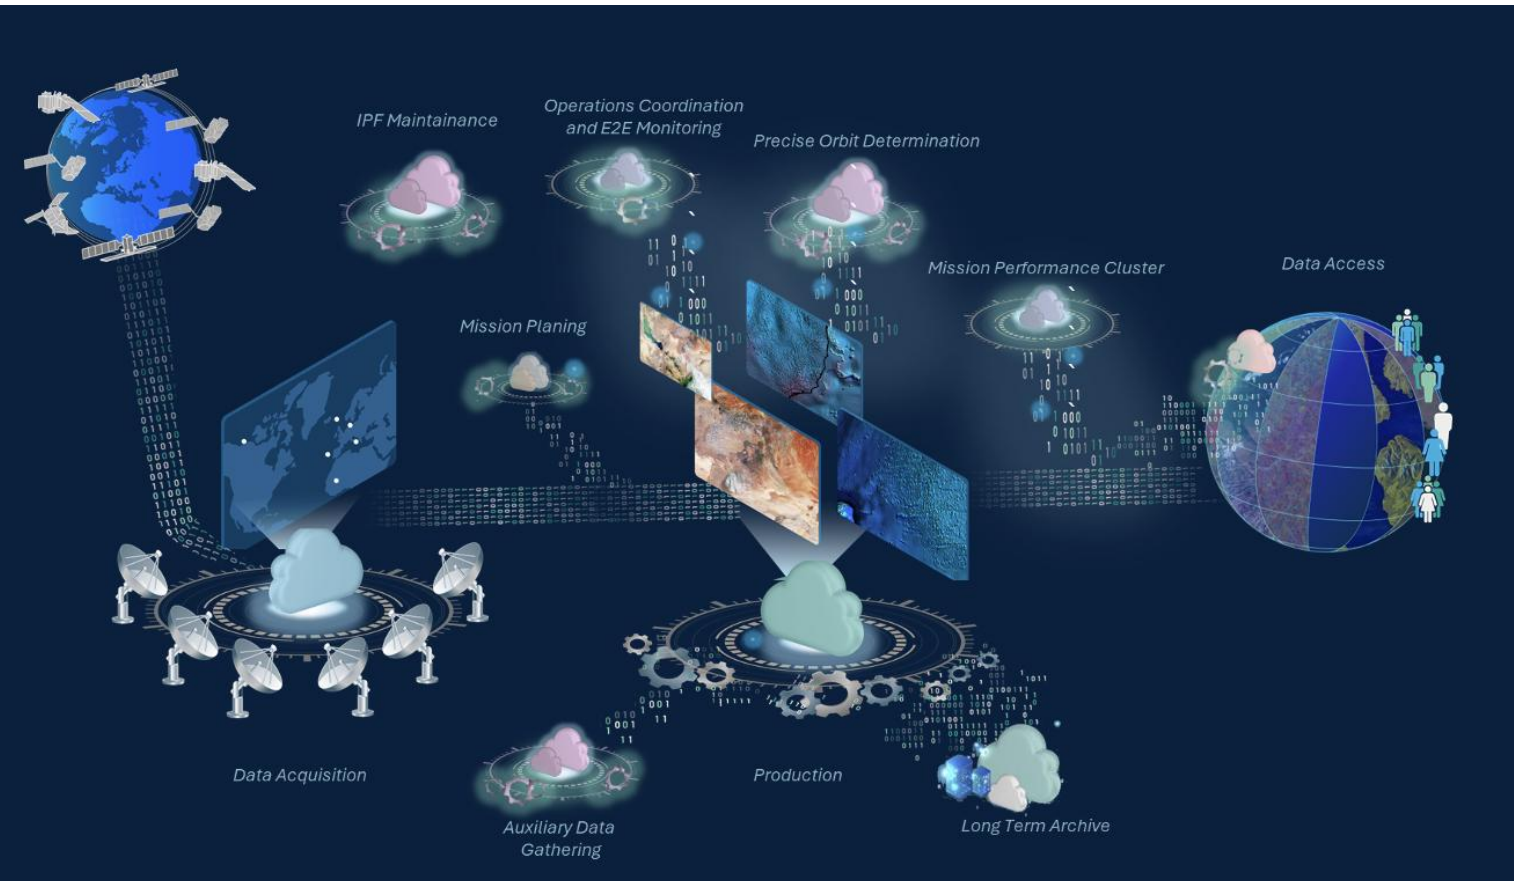 IPF Maintainance
Operations Coordination
and E2E Monitoring
Precise Orbit Determination
Mission Performance Cluster
Data Access
Mission Planing
Data Acquisition
Production
Auxiliary Data
Gathering
Long Term Archive